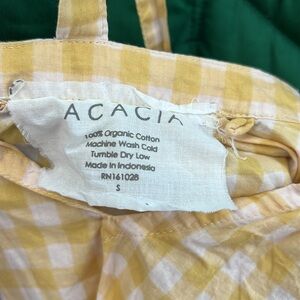 ACACIA
100% Organic Cotton
Machine Wash Cold
Tumble Dry Low
Made In Indonesia
RN161028
S